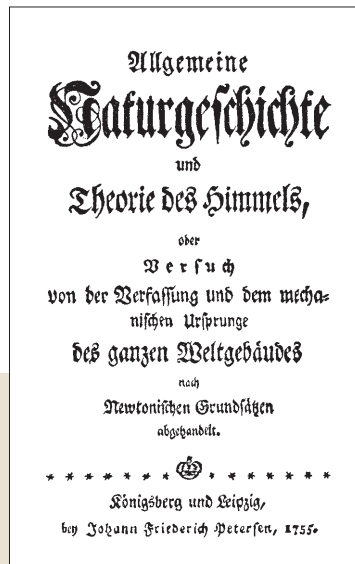 Allgemeine
Naturgeschichte
und
Theorie des Himmels,
oder
Versuch
von der Verfassung und dem mecha-
nischen Ursprunge
des ganzen Weltgebäudes
nach
Newtonischen Grundsätzen
abgehandelt.
Königsberg und Leipzig,
bey Johann Friederich Petersen, 1755.